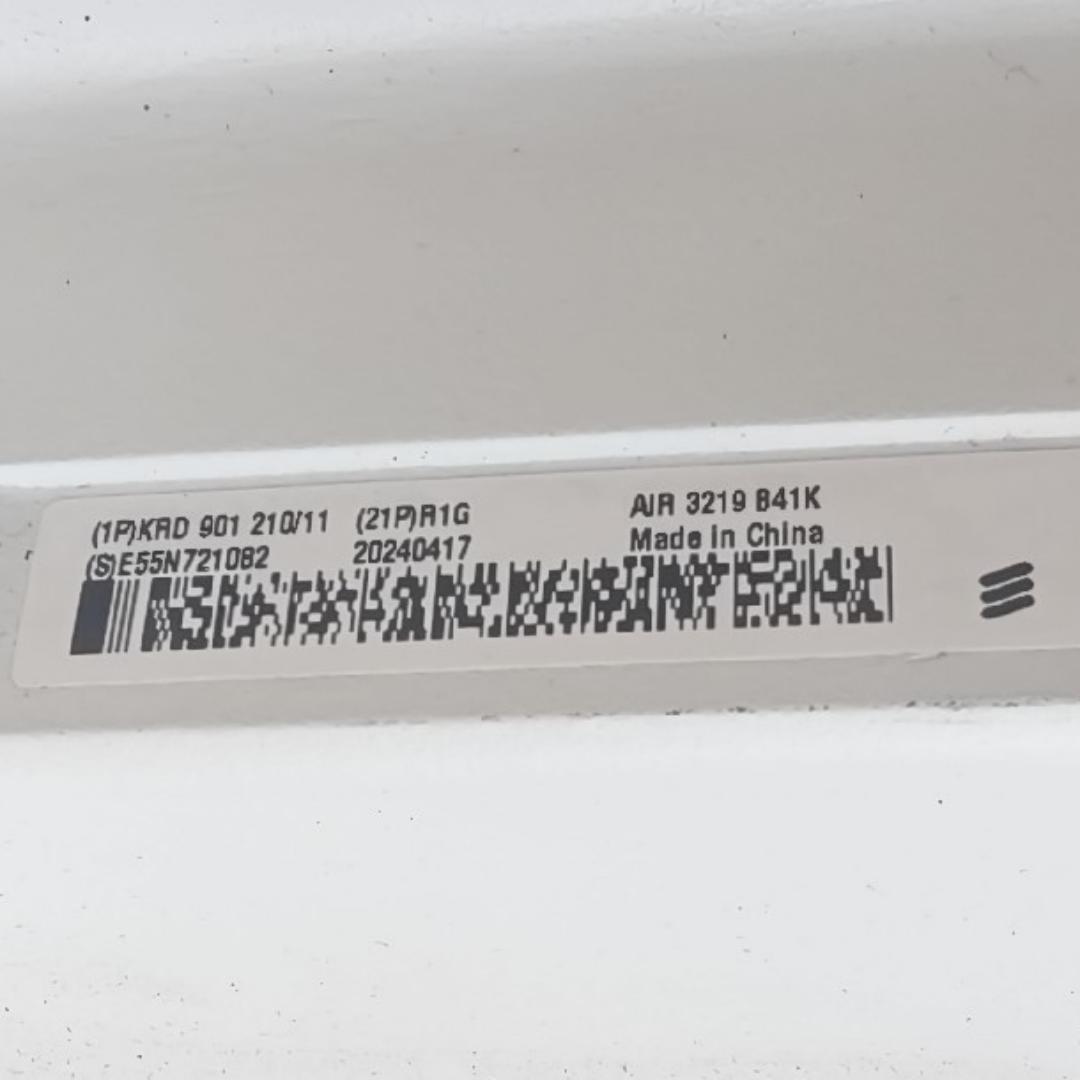 (1P)KRD 901 210/11 (21P)R1G AIR 3219 B41K
(S)E55N721082 20240417 Made in China